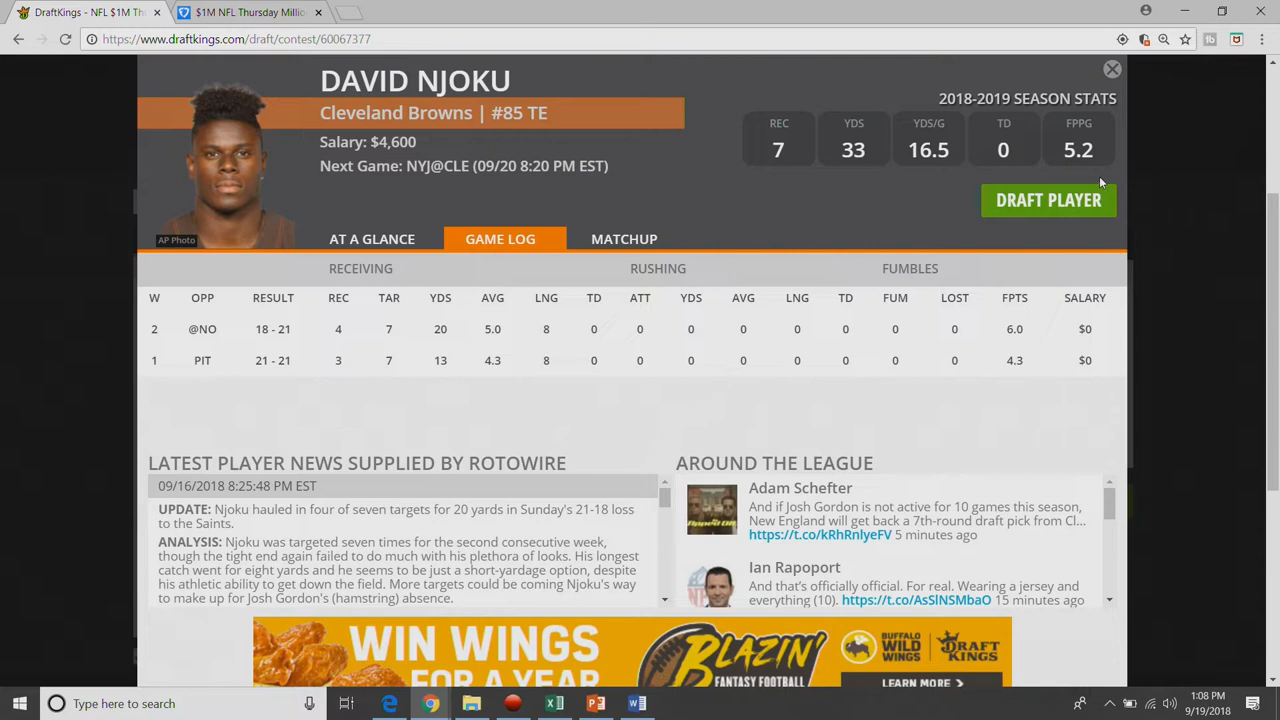 DraftKings - NFL $1M Th
$1M NFL Thursday Millio
https://www.draftkings.com/draft/contest/60067377
DAVID NJOKU
Cleveland Browns | #85 TE
Salary: $4,600
Next Game: NYJ@CLE (09/20 8:20 PM EST)
AP Photo
2018-2019 SEASON STATS
REC YDS YDS/G TD FPPG
7 33 16.5 0 5.2
DRAFT PLAYER
AT A GLANCE GAME LOG MATCHUP
RECEIVING RUSHING FUMBLES
W OPP RESULT REC TAR YDS AVG LNG TD ATT YDS AVG LNG TD FUM LOST FPTS SALARY
2 @NO 18 - 21 4 7 20 5.0 8 0 0 0 0 0 0 0 0 6.0 $0
1 PIT 21 - 21 3 7 13 4.3 8 0 0 0 0 0 0 0 0 4.3 $0
LATEST PLAYER NEWS SUPPLIED BY ROTOWIRE
09/16/2018 8:25:48 PM EST
UPDATE: Njoku hauled in four of seven targets for 20 yards in Sunday's 21-18 loss
to the Saints.
ANALYSIS: Njoku was targeted seven times for the second consecutive week,
though the tight end again failed to do much with his plethora of looks. His longest
catch went for eight yards and he seems to be just a short-yardage option, despite
his athletic ability to get down the field. More targets could be coming Njoku's way
to make up for Josh Gordon's (hamstring) absence.
AROUND THE LEAGUE
Adam Schefter
And if Josh Gordon is not active for 10 games this season,
New England will get back a 7th-round draft pick from Cl...
https://t.co/kRhRnlyeFV 5 minutes ago
Ian Rapoport
And that's officially official. For real. Wearing a jersey and
everything (10). https://t.co/AsSlNSMbaO 15 minutes ago
WIN WINGS
FOR A YEAR
BLAZIN'
FANTASY FOOTBALL
BUFFALO
WILD
WINGS
DRAFT
KINGS
LEARN MORE >
Type here to search
1:08 PM
9/19/2018